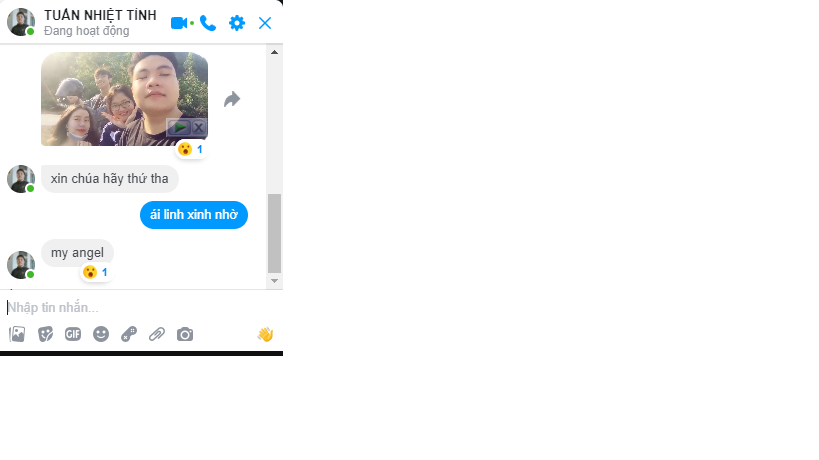 TUẤN NHIỆT TÌNH
Đang hoạt động
1
xin chúa hãy thứ tha
ái linh xinh nhờ
my angel
1
Nhập tin nhắn...
GIF